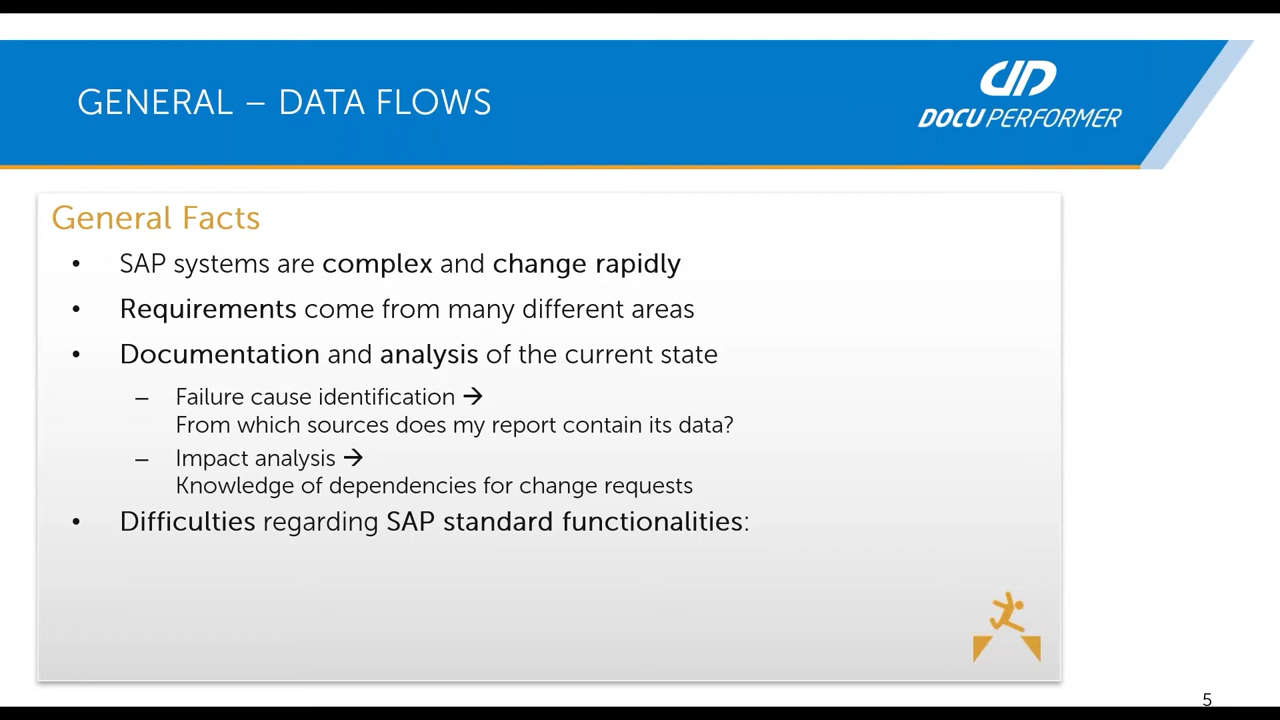 GENERAL – DATA FLOWS
DOCU PERFORMER
General Facts
• SAP systems are complex and change rapidly
• Requirements come from many different areas
• Documentation and analysis of the current state
– Failure cause identification →
From which sources does my report contain its data?
– Impact analysis →
Knowledge of dependencies for change requests
• Difficulties regarding SAP standard functionalities:
5